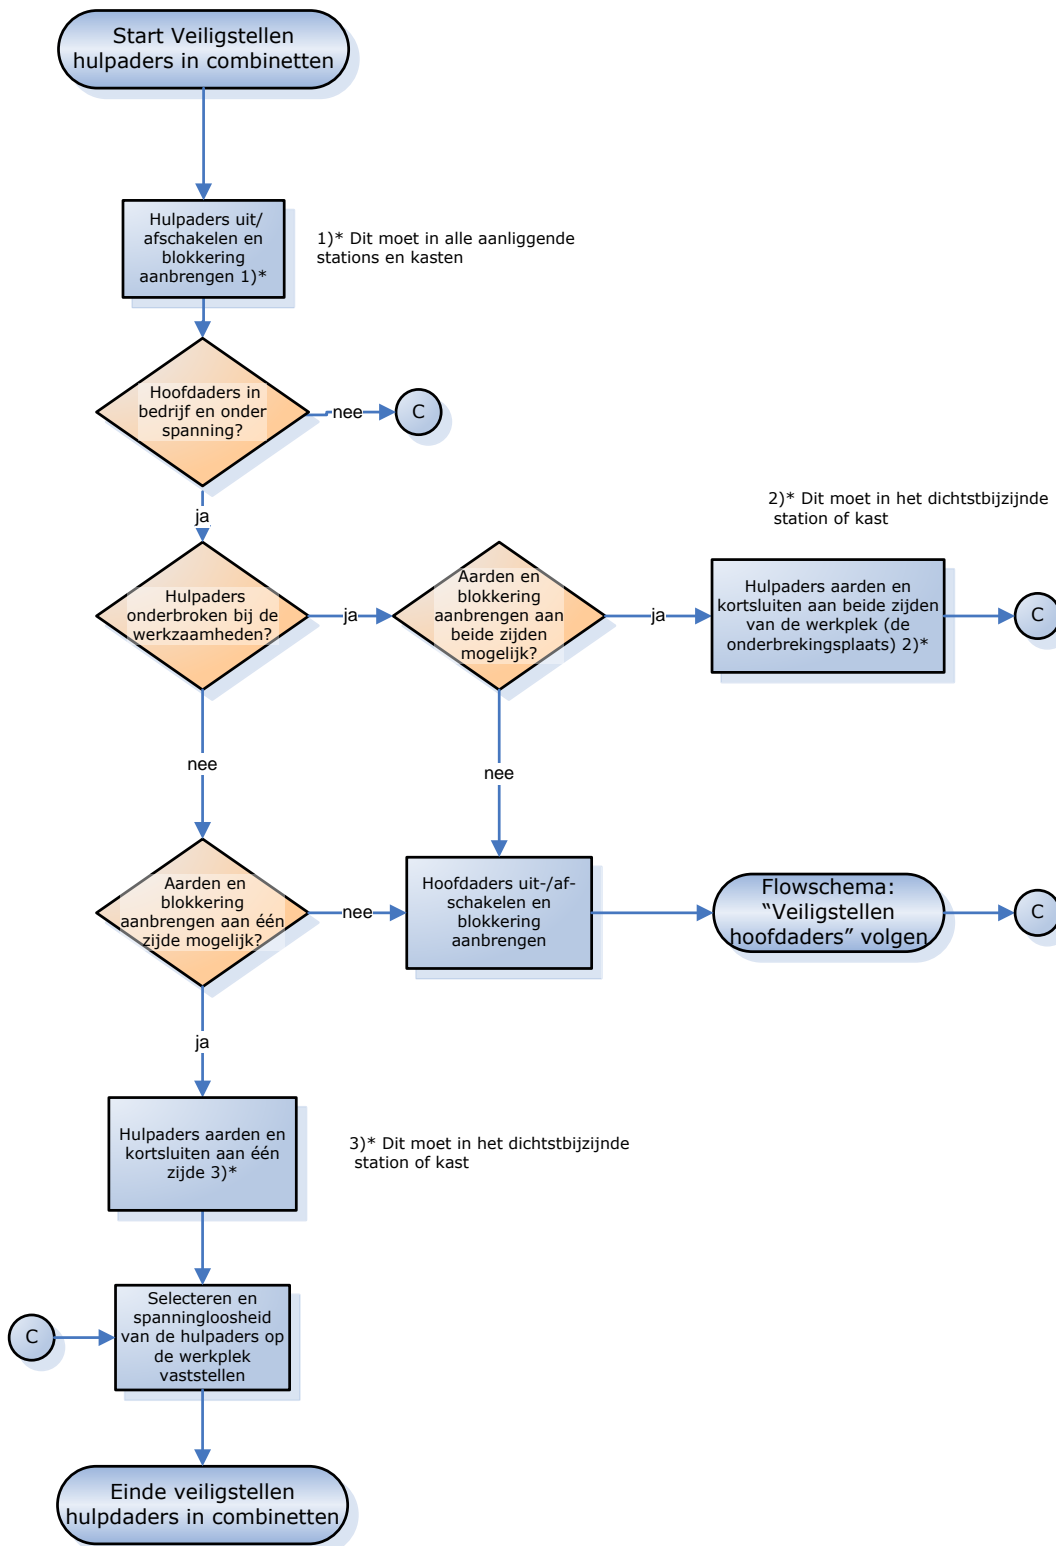 Start Veiligstellen
hulpaders in combinetten
Hulpaders uit/
afschakelen en
blokkering
aanbrengen 1)*
1)* Dit moet in alle aanliggende
stations en kasten
Hoofdaders in
bedrijf en onder
spanning?
nee
C
ja
2)* Dit moet in het dichtstbijzijnde
station of kast
Hulpaders
onderbroken bij de
werkzaamheden?
ja
Aarden en
blokkering
aanbrengen aan
beide zijden
mogelijk?
ja
Hulpaders aarden en
kortsluiten aan beide zijden
van de werkplek (de
onderbrekingsplaats) 2)*
C
nee
nee
Aarden en
blokkering
aanbrengen aan één
zijde mogelijk?
nee
Hoofdaders uit-/af-
schakelen en
blokkering
aanbrengen
Flowschema:
“Veiligstellen
hoofdaders” volgen
C
ja
Hulpaders aarden en
kortsluiten aan één
zijde 3)*
3)* Dit moet in het dichtstbijzijnde
station of kast
C
Selecteren en
spanningloosheid
van de hulpaders op
de werkplek
vaststellen
Einde veiligstellen
hulpdaders in combinetten